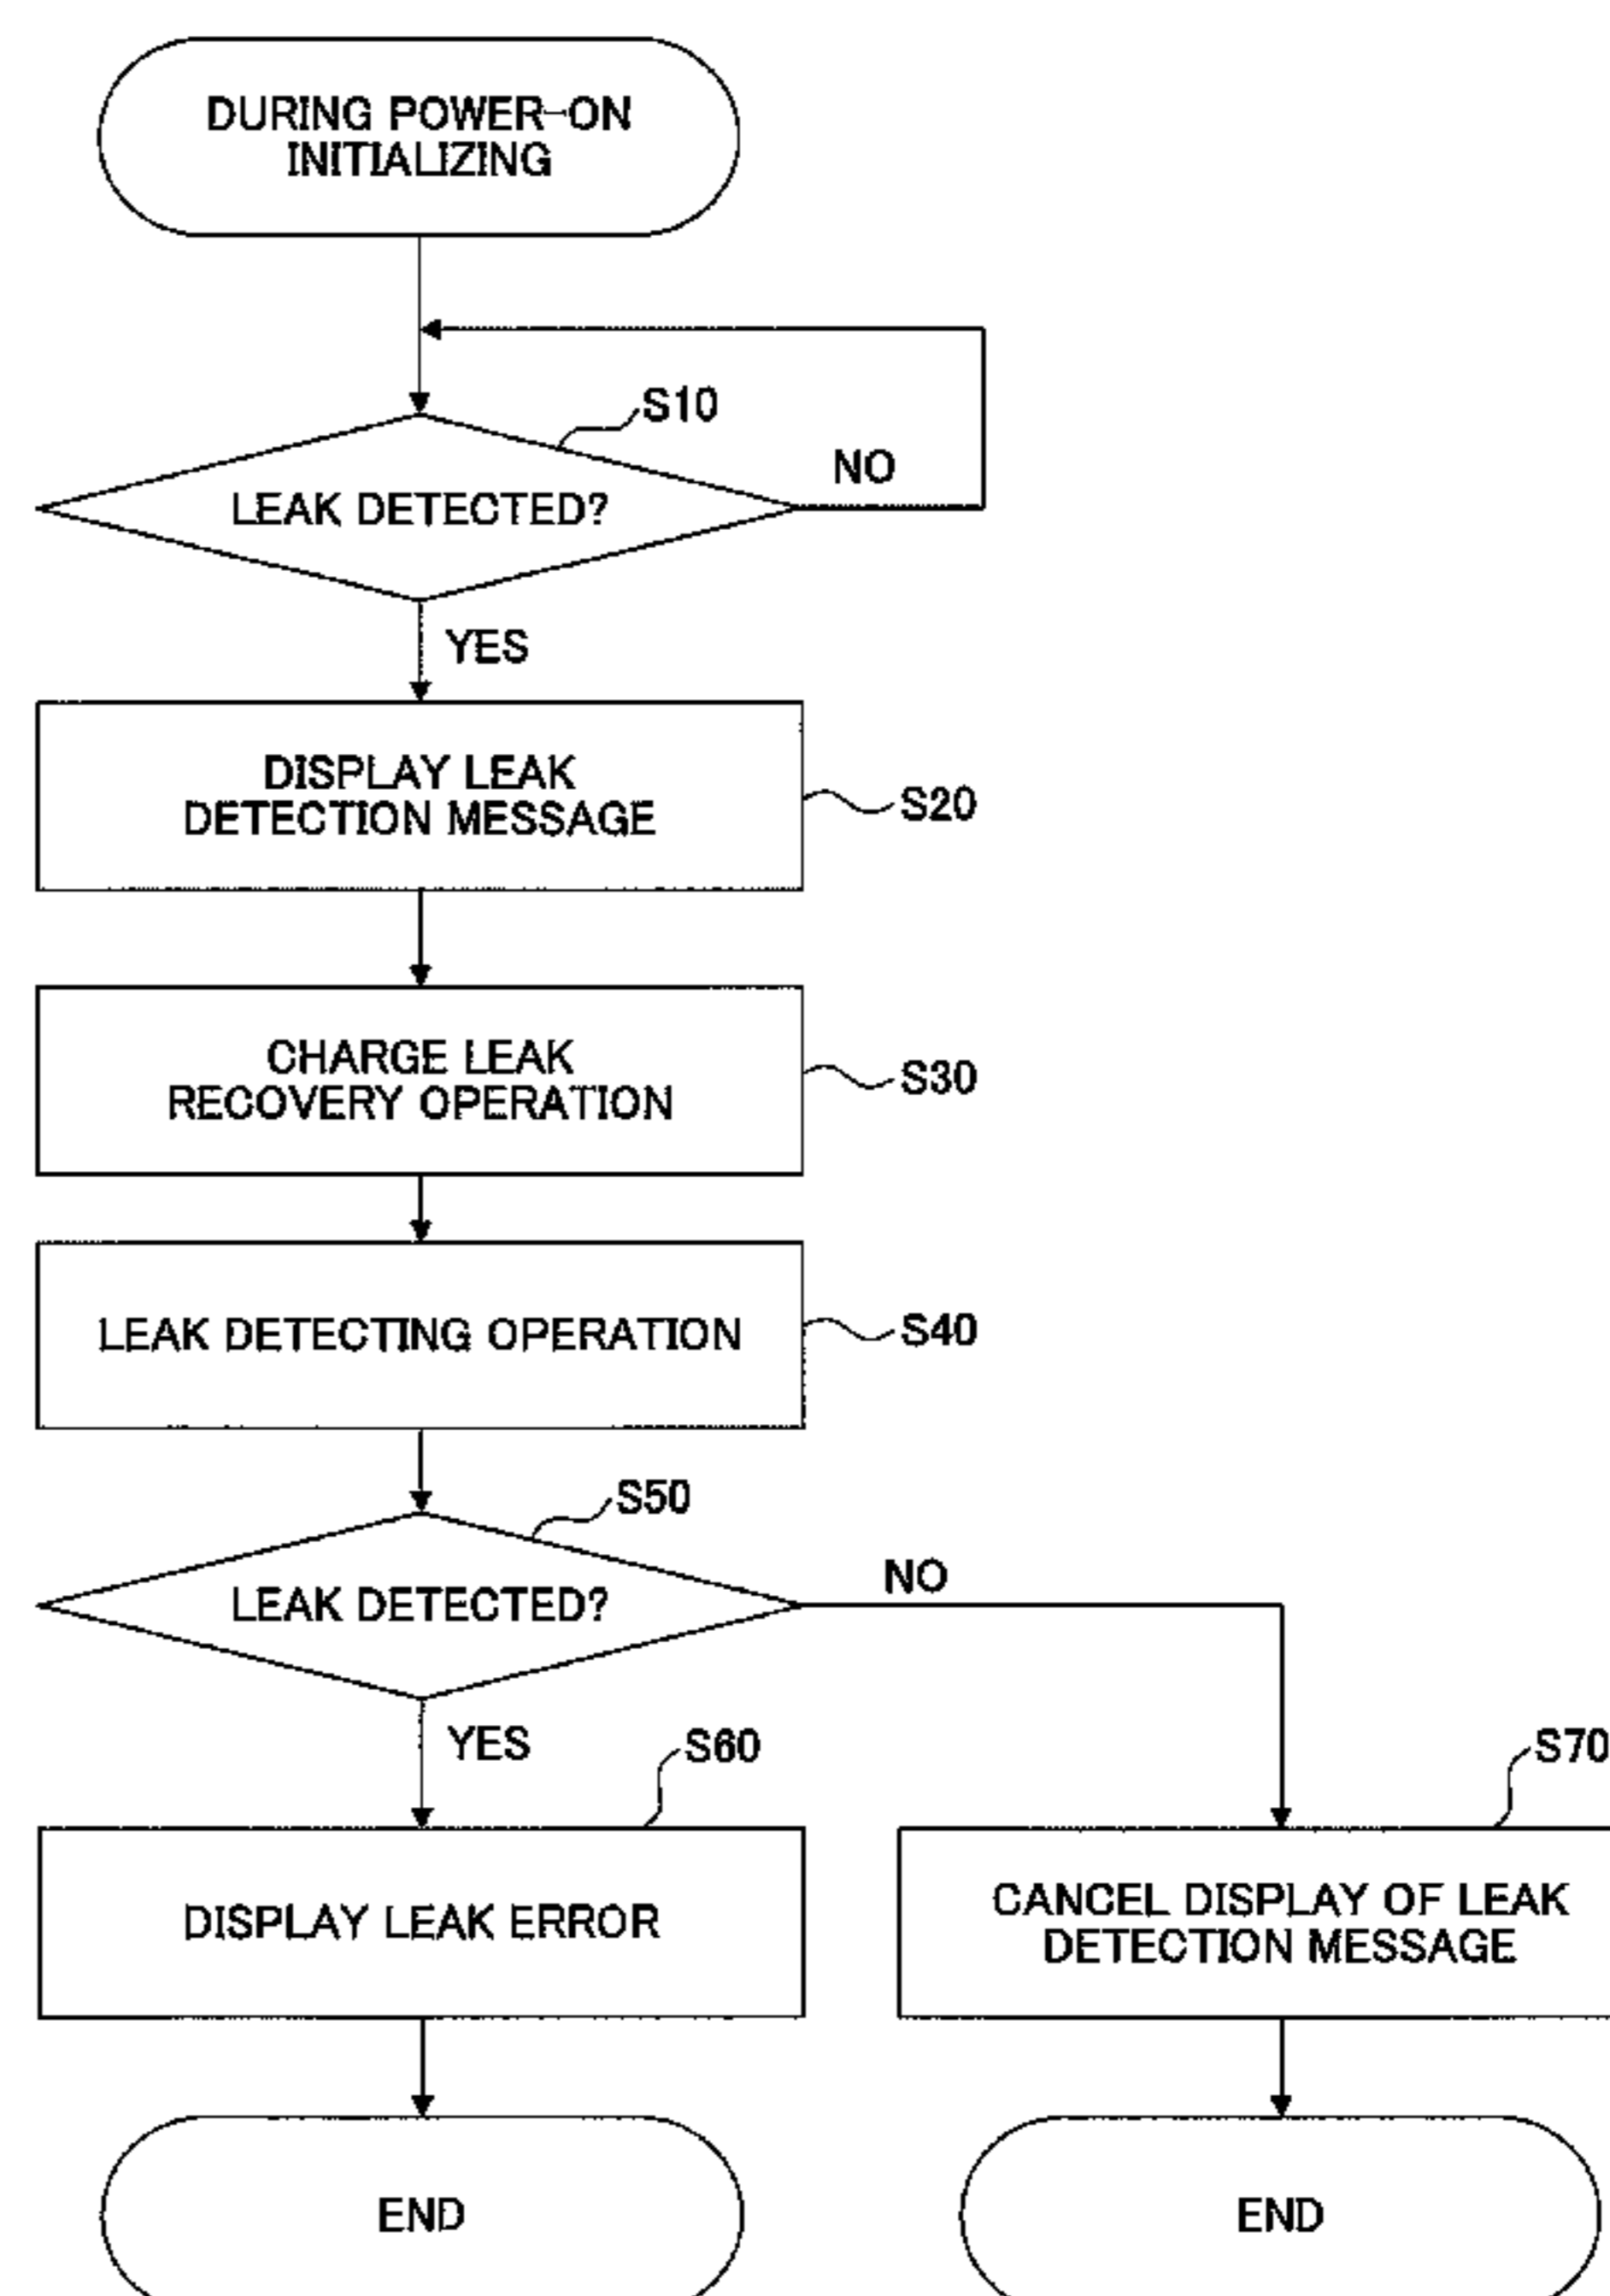 DURING POWER-ON
INITIALIZING
S10
NO
LEAK DETECTED?
YES
DISPLAY LEAK
DETECTION MESSAGE
S20
CHARGE LEAK
RECOVERY OPERATION
S30
LEAK DETECTING OPERATION
S40
S50
NO
LEAK DETECTED?
YES
S60
S70
DISPLAY LEAK ERROR
CANCEL DISPLAY OF LEAK
DETECTION MESSAGE
END
END